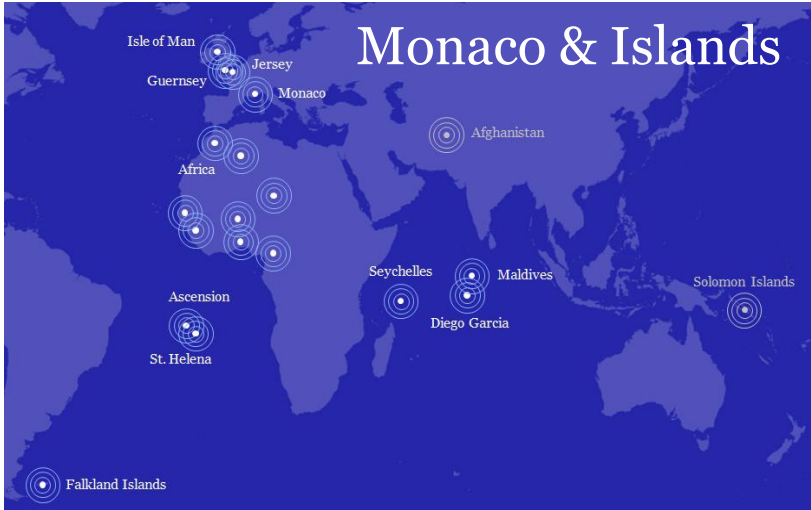 Monaco & Islands
Isle of Man
Jersey
Guernsey
Monaco
Afghanistan
Africa
Seychelles
Maldives
Solomon Islands
Ascension
Diego Garcia
St. Helena
Falkland Islands